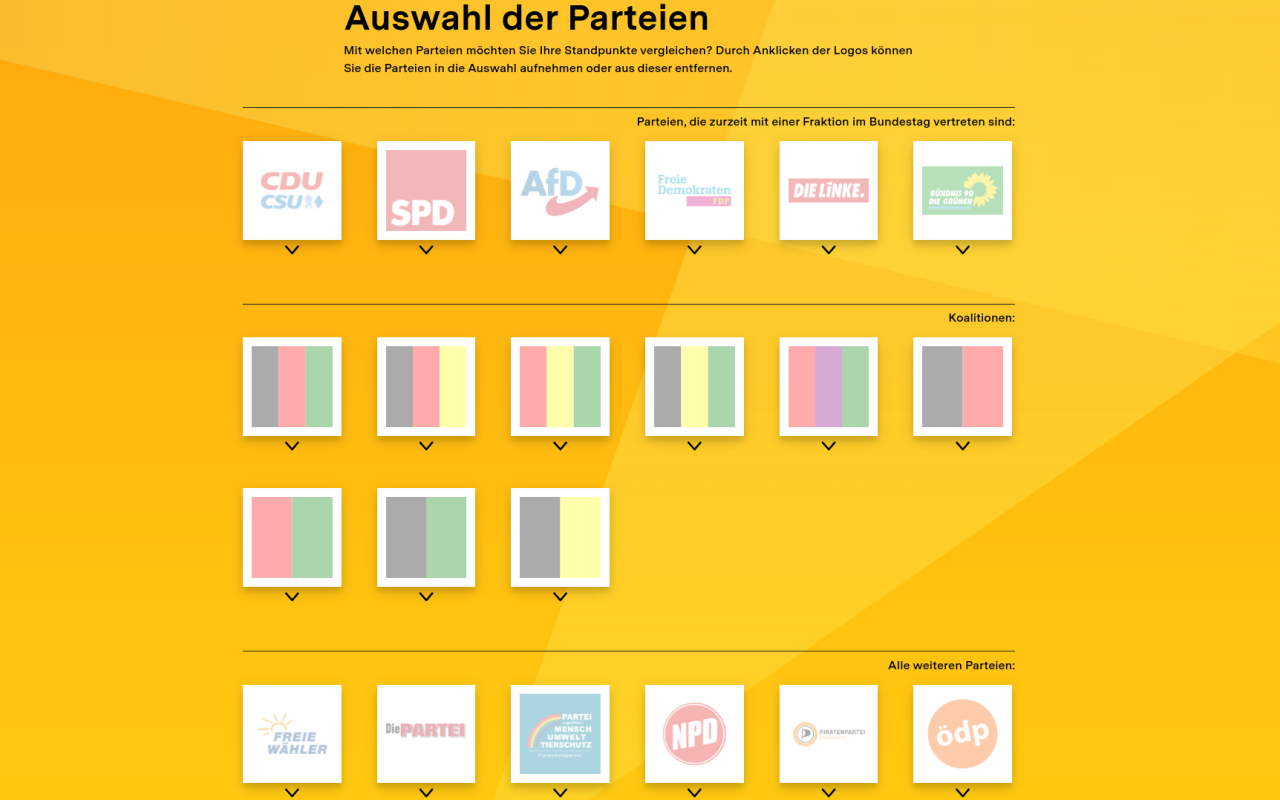 Auswahl der Parteien
Mit welchen Parteien möchten Sie Ihre Standpunkte vergleichen? Durch Anklicken der Logos können
Sie die Parteien in die Auswahl aufnehmen oder aus dieser entfernen.
Parteien, die zurzeit mit einer Fraktion im Bundestag vertreten sind:
CDU
CSU
SPD
AfD
Freie
Demokraten
FDP
DIE LINKE.
BÜNDNIS 90
DIE GRÜNEN
Koalitionen:
Alle weiteren Parteien:
FREIE
WÄHLER
Die PARTEI
PARTEI
MENSCH
UMWELT
TIERSCHUTZ
NPD
PIRATENPARTEI
ödp